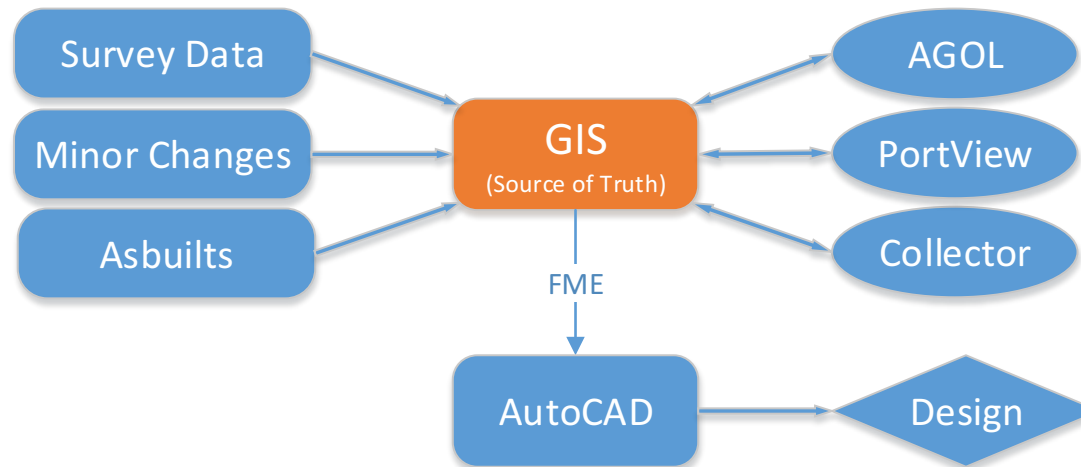 Survey Data
Minor Changes
Asbuilts
GIS
(Source of Truth)
AGOL
PortView
Collector
FME
AutoCAD
Design